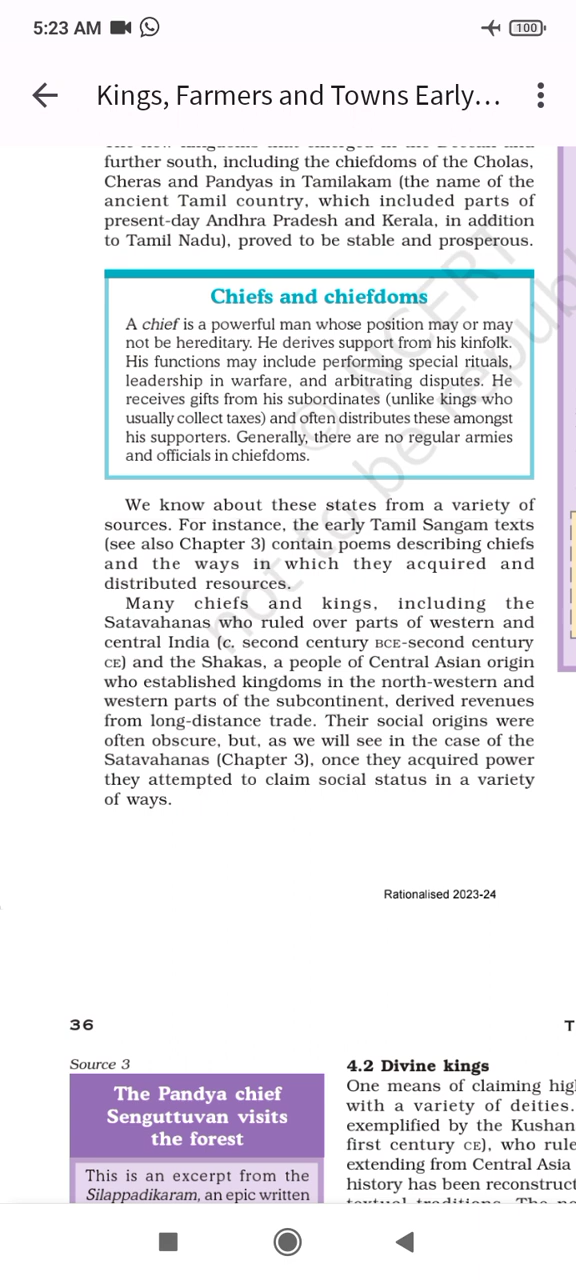 5:23 AM
100
Kings, Farmers and Towns Early...
further south, including the chiefdoms of the Cholas,
Cheras and Pandyas in Tamilakam (the name of the
ancient Tamil country, which included parts of
present-day Andhra Pradesh and Kerala, in addition
to Tamil Nadu), proved to be stable and prosperous.
Chiefs and chiefdoms
A chief is a powerful man whose position may or may
not be hereditary. He derives support from his kinfolk.
His functions may include performing special rituals,
leadership in warfare, and arbitrating disputes. He
receives gifts from his subordinates (unlike kings who
usually collect taxes) and often distributes these amongst
his supporters. Generally, there are no regular armies
and officials in chiefdoms.
We know about these states from a variety of
sources. For instance, the early Tamil Sangam texts
(see also Chapter 3) contain poems describing chiefs
and the ways in which they acquired and
distributed resources.
Many chiefs and kings, including the
Satavahanas who ruled over parts of western and
central India (c. second century BCE-second century
CE) and the Shakas, a people of Central Asian origin
who established kingdoms in the north-western and
western parts of the subcontinent, derived revenues
from long-distance trade. Their social origins were
often obscure, but, as we will see in the case of the
Satavahanas (Chapter 3), once they acquired power
they attempted to claim social status in a variety
of ways.
© NCERT
not to be republ
Rationalised 2023-24
36
T
Source 3
The Pandya chief
Senguttuvan visits
the forest
This is an excerpt from the
Silappadikaram, an epic written
4.2 Divine kings
One means of claiming hig
with a variety of deities.
exemplified by the Kushan
first century CE), who rule
extending from Central Asia
history has been reconstruct